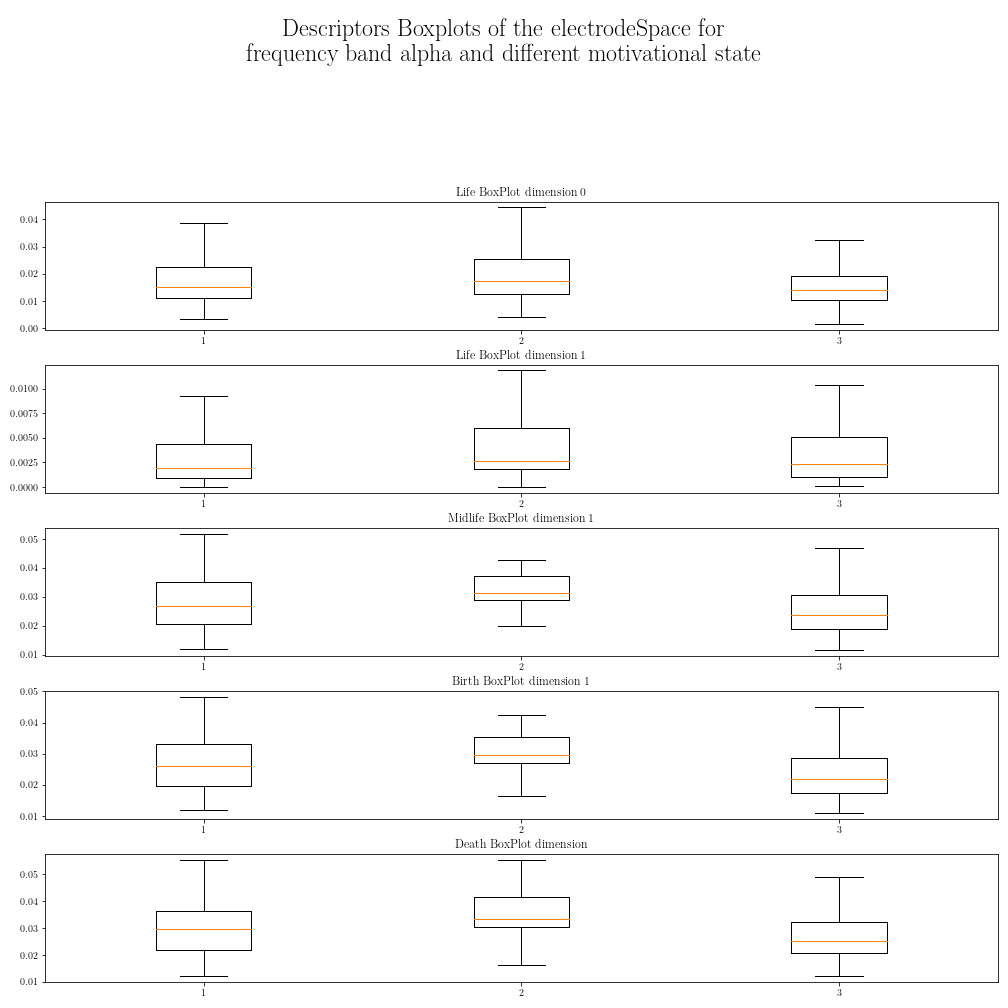 Descriptors Boxplots of the electrodeSpace for
frequency band alpha and different motivational state
Life BoxPlot dimension 0
0.04
0.03
0.02
0.01
0.00
1 2 3
Life BoxPlot dimension 1
0.0100
0.0075
0.0050
0.0025
0.0000
1 2 3
Midlife BoxPlot dimension 1
0.05
0.04
0.03
0.02
0.01
1 2 3
Birth BoxPlot dimension 1
0.05
0.04
0.03
0.02
0.01
1 2 3
Death BoxPlot dimension
0.05
0.04
0.03
0.02
0.01
1 2 3